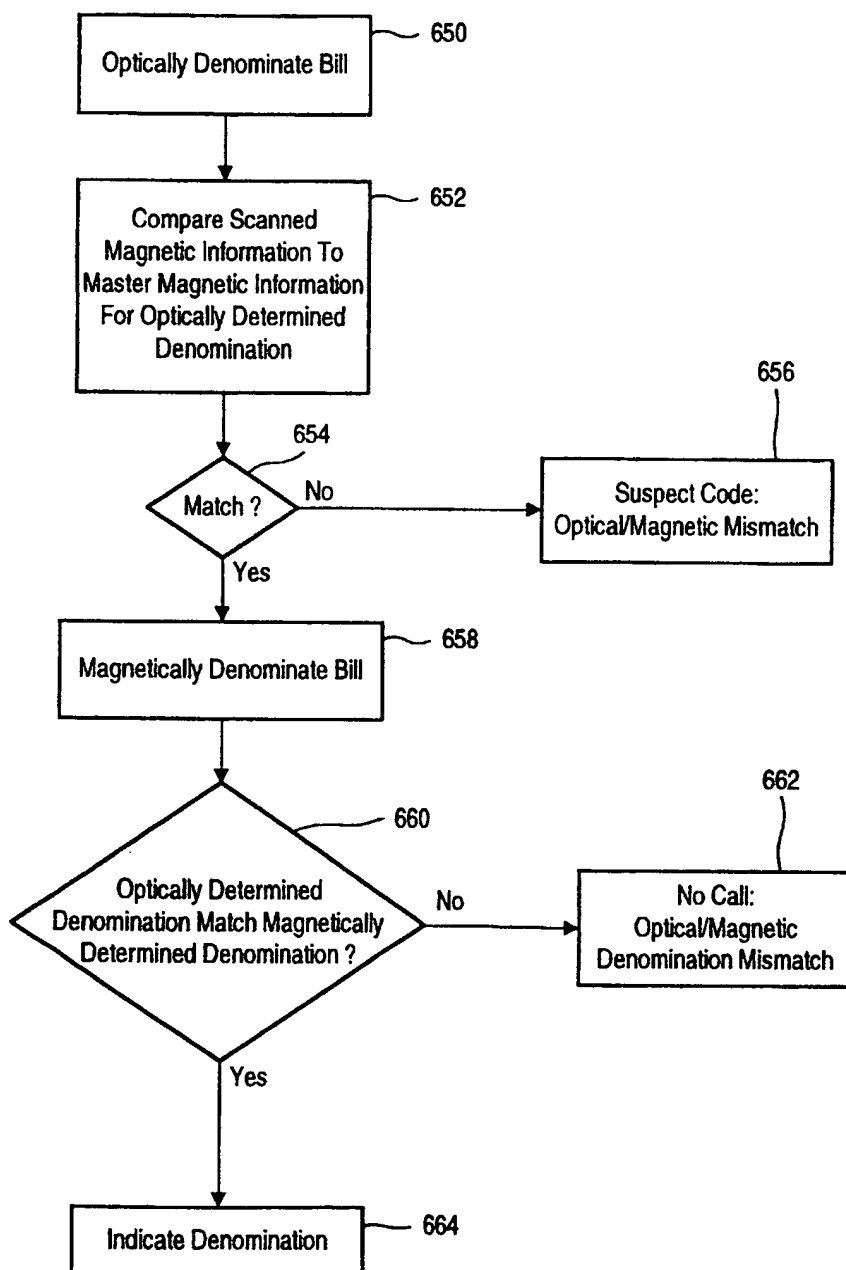 650
Optically Denominate Bill
652
Compare Scanned
Magnetic Information To
Master Magnetic Information
For Optically Determined
Denomination
654
Match ?
No
656
Suspect Code:
Optical/Magnetic Mismatch
Yes
658
Magnetically Denominate Bill
660
Optically Determined
Denomination Match Magnetically
Determined Denomination ?
No
662
No Call:
Optical/Magnetic
Denomination Mismatch
Yes
664
Indicate Denomination